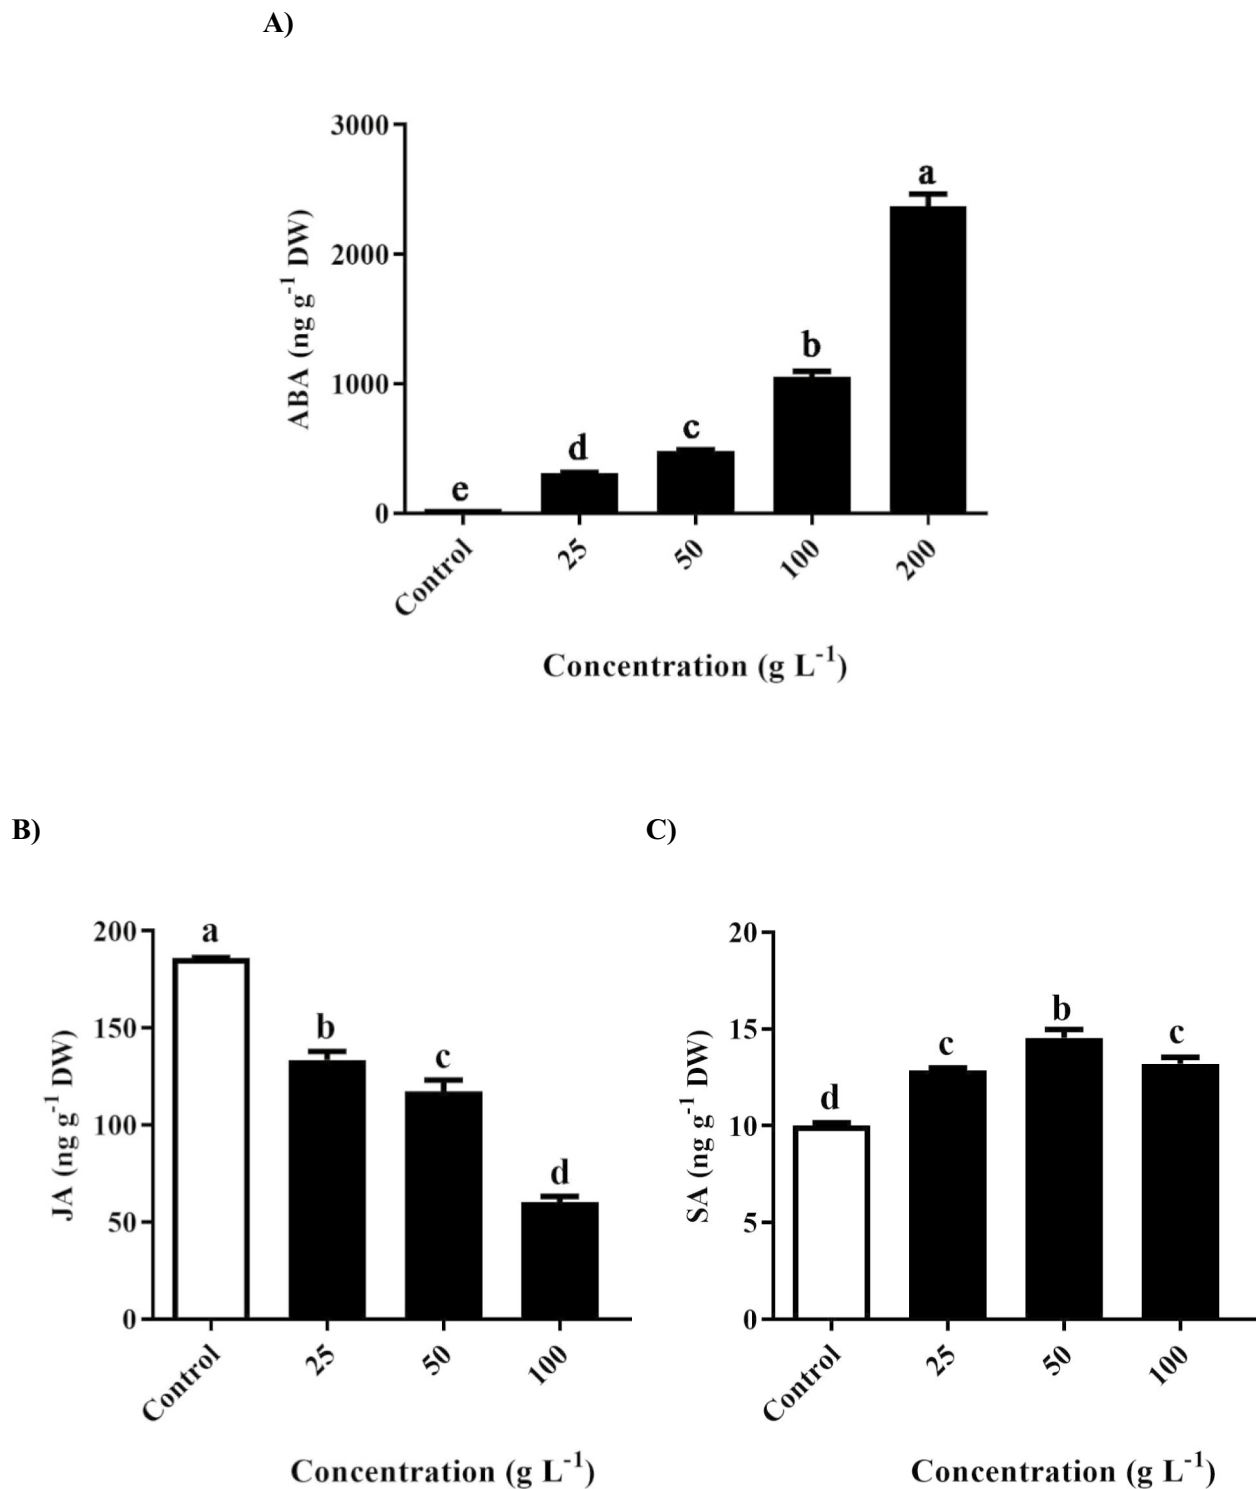 A)
3000
2000
1000
0
ABA (ng g⁻¹ DW)
e
d
c
b
a
Control
25
50
100
200
Concentration (g L⁻¹)
B)
200
150
100
50
0
JA (ng g⁻¹ DW)
a
b
c
d
Control
25
50
100
Concentration (g L⁻¹)
C)
20
15
10
5
0
SA (ng g⁻¹ DW)
d
c
b
c
Control
25
50
100
Concentration (g L⁻¹)